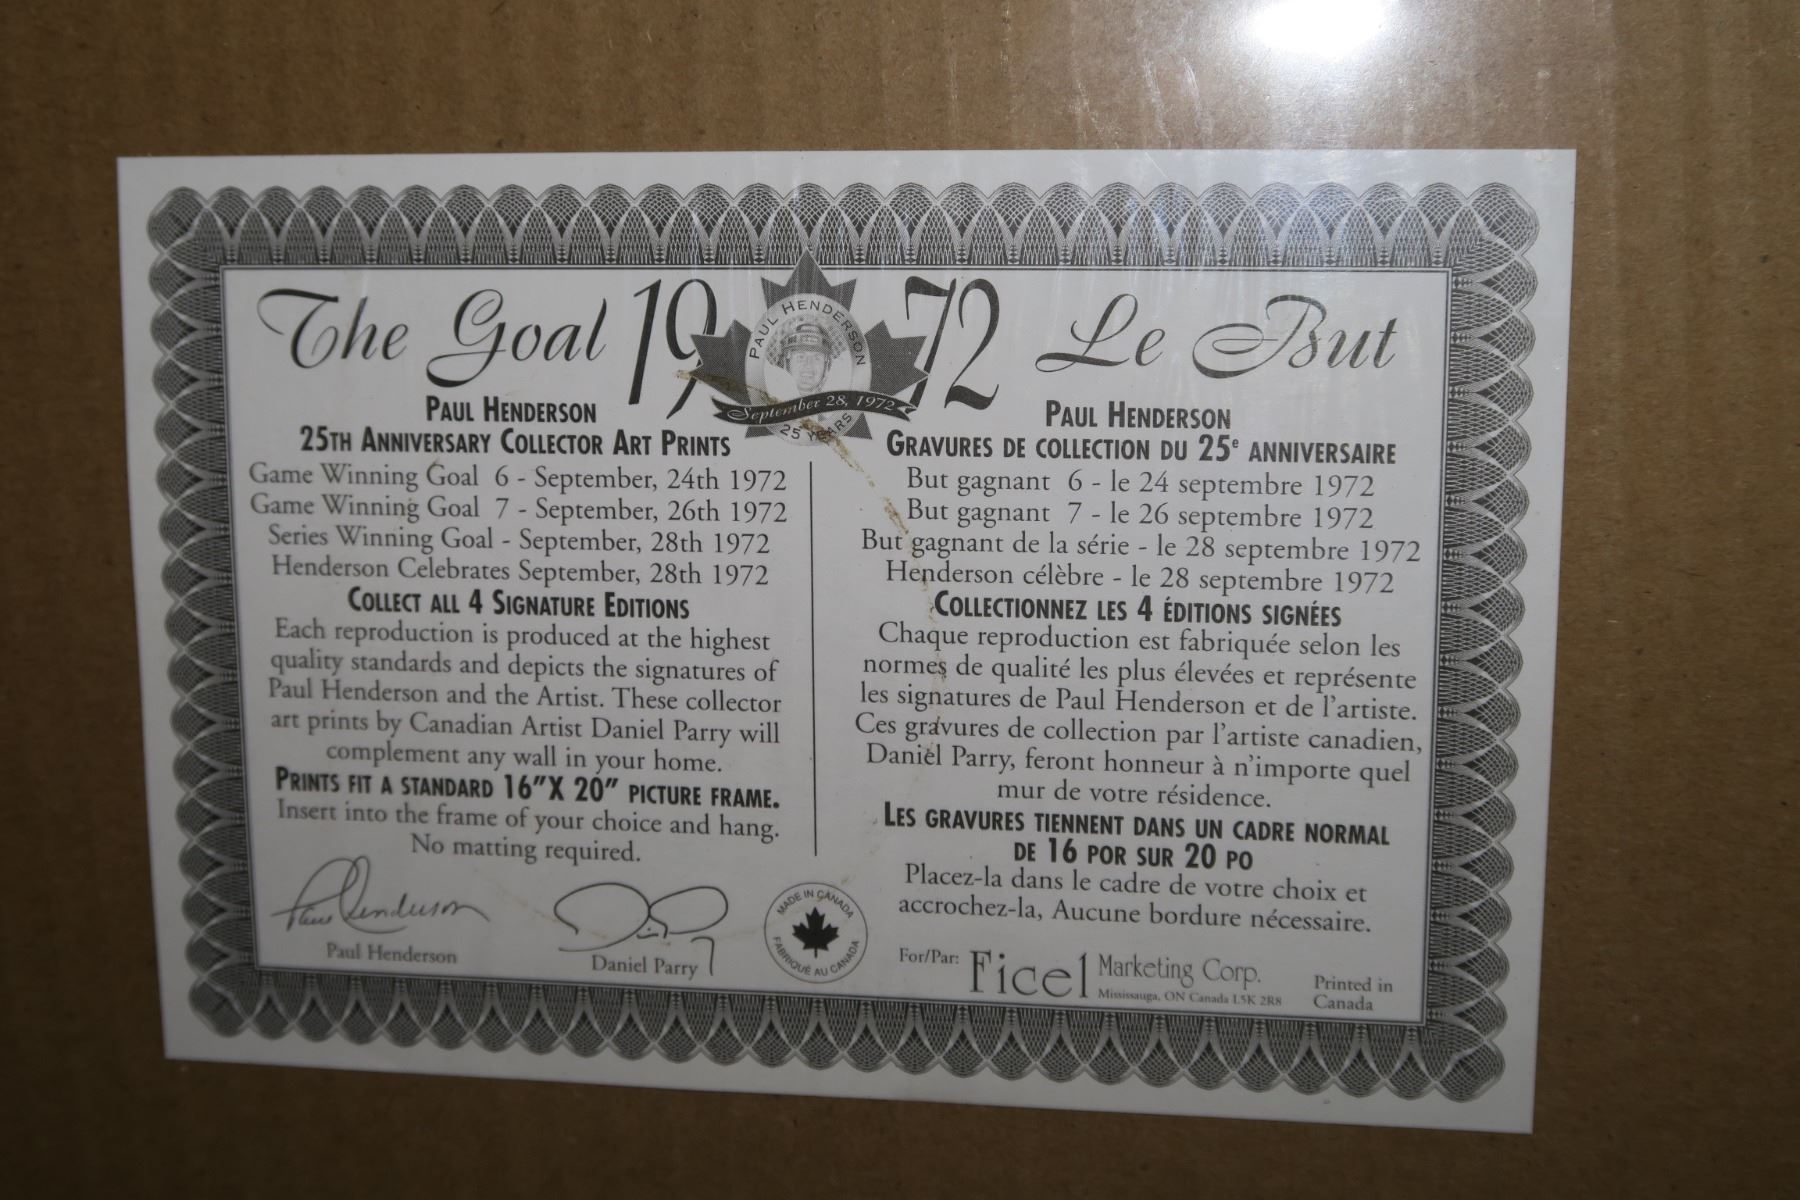 The Goal 1972 Le But
PAUL HENDERSON
September 28, 1972
25 YEARS
PAUL HENDERSON
25TH ANNIVERSARY COLLECTOR ART PRINTS
Game Winning Goal 6 - September, 24th 1972
Game Winning Goal 7 - September, 26th 1972
Series Winning Goal - September, 28th 1972
Henderson Celebrates September, 28th 1972
COLLECT ALL 4 SIGNATURE EDITIONS
Each reproduction is produced at the highest
quality standards and depicts the signatures of
Paul Henderson and the Artist. These collector
art prints by Canadian Artist Daniel Parry will
complement any wall in your home.
PRINTS FIT A STANDARD 16"X 20" PICTURE FRAME.
Insert into the frame of your choice and hang.
No matting required.
Paul Henderson
Paul Henderson
Daniel Parry
MADE IN CANADA
FABRIQUÉ AU CANADA
PAUL HENDERSON
GRAVURES DE COLLECTION DU 25e ANNIVERSAIRE
But gagnant 6 - le 24 septembre 1972
But gagnant 7 - le 26 septembre 1972
But gagnant de la série - le 28 septembre 1972
Henderson célèbre - le 28 septembre 1972
COLLECTIONNEZ LES 4 ÉDITIONS SIGNÉES
Chaque reproduction est fabriquée selon les
normes de qualité les plus élevées et représente
les signatures de Paul Henderson et de l'artiste.
Ces gravures de collection par l'artiste canadien,
Daniel Parry, feront honneur à n'importe quel
mur de votre résidence.
LES GRAVURES TIENNENT DANS UN CADRE NORMAL
DE 16 POR SUR 20 PO
Placez-la dans le cadre de votre choix et
accrochez-la, Aucune bordure nécessaire.
For/Par: Ficel Marketing Corp.
Mississauga, ON Canada L5K 2R8
Printed in
Canada